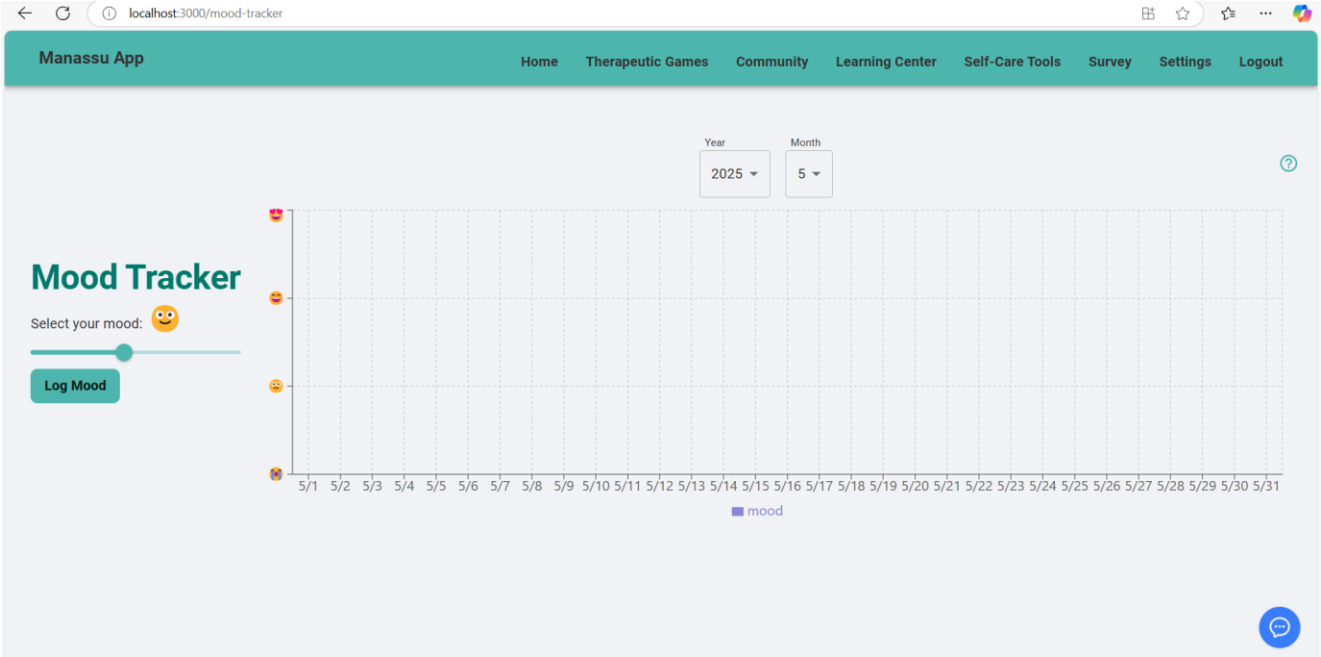 localhost:3000/mood-tracker
Manassu App
Home Therapeutic Games Community Learning Center Self-Care Tools Survey Settings Logout
Year Month
2025 5
Mood Tracker
Select your mood:
Log Mood
5/1 5/2 5/3 5/4 5/5 5/6 5/7 5/8 5/9 5/10 5/11 5/12 5/13 5/14 5/15 5/16 5/17 5/18 5/19 5/20 5/21 5/22 5/23 5/24 5/25 5/26 5/27 5/28 5/29 5/30 5/31
mood